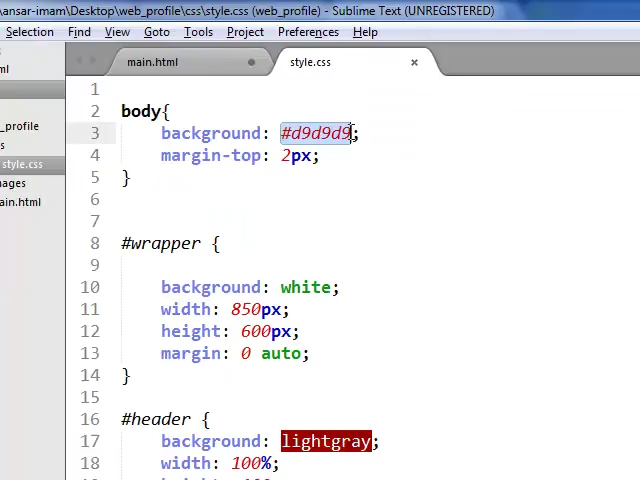 \ansar-imam\Desktop\web_profile\css\style.css (web_profile) - Sublime Text (UNREGISTERED)
Selection Find View Goto Tools Project Preferences Help
main.html style.css
ml
_profile
s
style.css
ages
ain.html
1
2 body{
3 background: #d9d9d9;
4 margin-top: 2px;
5 }
6
7
8 #wrapper {
9
10 background: white;
11 width: 850px;
12 height: 600px;
13 margin: 0 auto;
14 }
15
16 #header {
17 background: lightgray;
18 width: 100%;